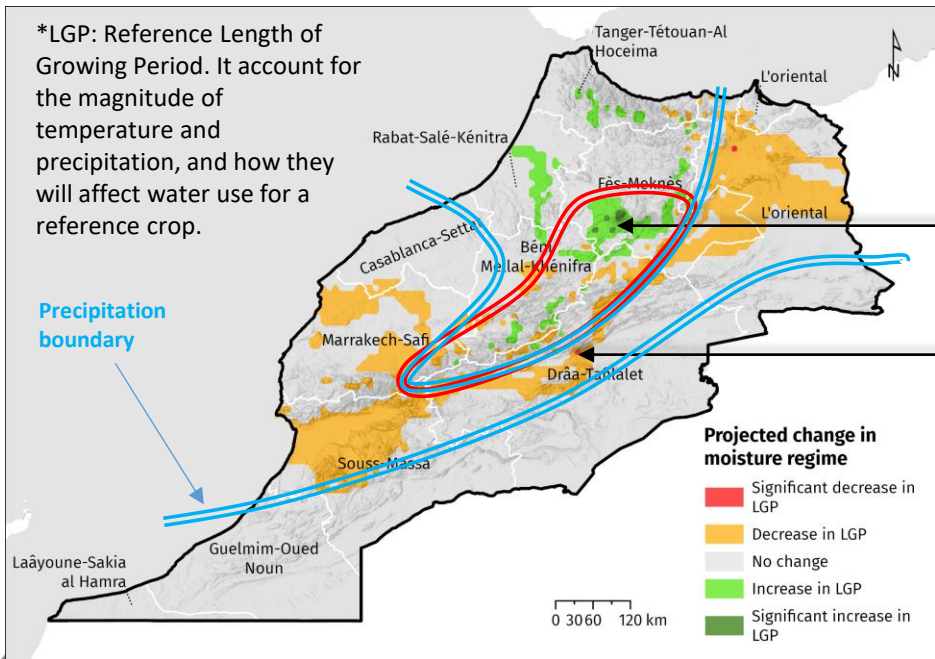 *LGP: Reference Length of
Growing Period. It account for
the magnitude of
temperature and
precipitation, and how they
will affect water use for a
reference crop.
Tanger-Tétouan-Al
Hoceima
N
L'oriental
Rabat-Salé-Kénitra
Fès-Meknès
L'oriental
Casablanca-Settat
Béni
Mellal-Khénifra
Precipitation
boundary
Marrakech-Safi
Drâa-Tafilalet
Souss-Massa
Guelmim-Oued
Noun
Laâyoune-Sakia
al Hamra
Projected change in
moisture regime
Significant decrease in
LGP
Decrease in LGP
No change
Increase in LGP
Significant increase in
LGP
0 30 60 120 km